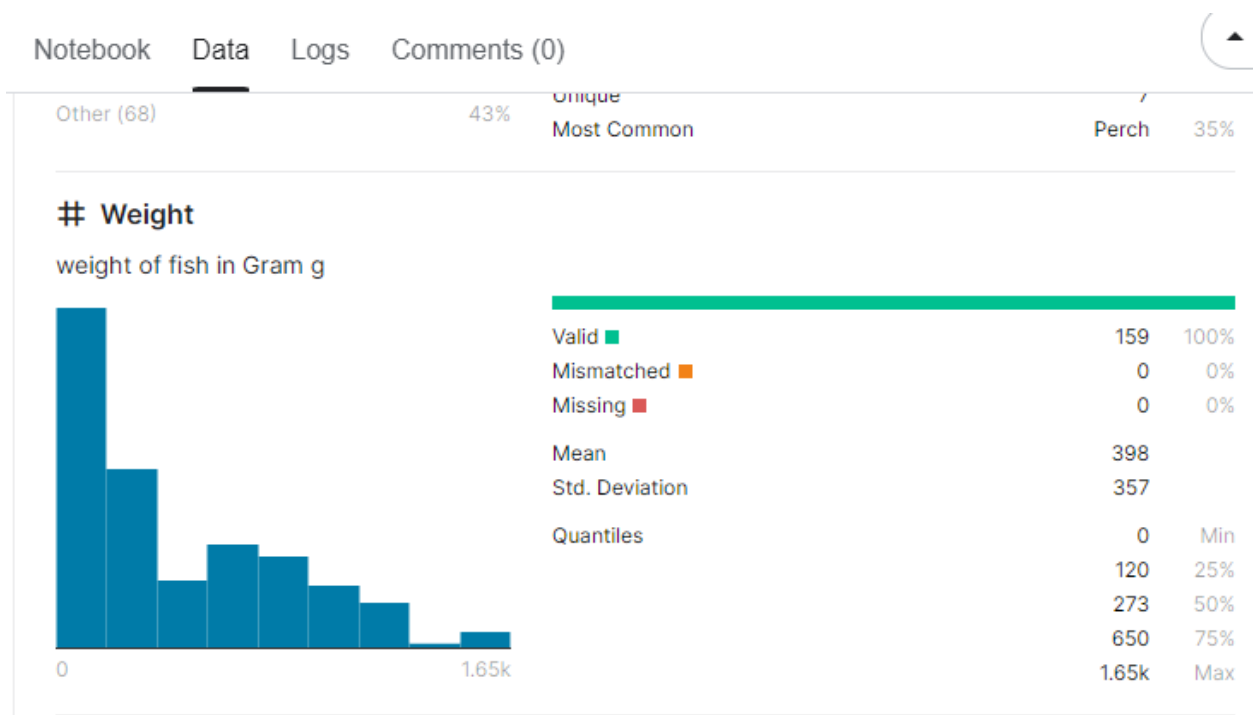 Notebook Data Logs Comments (0)
Other (68) 43%
Unique 7
Most Common Perch 35%
# Weight
weight of fish in Gram g
Valid 159 100%
Mismatched 0 0%
Missing 0 0%
Mean 398
Std. Deviation 357
Quantiles 0 Min
120 25%
273 50%
650 75%
1.65k Max
0 1.65k